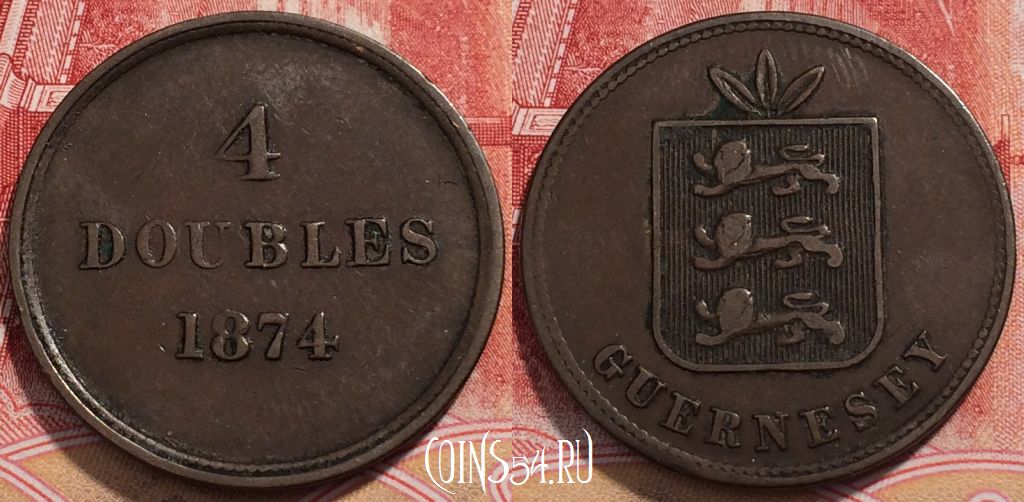 4
DOUBLES
1874
GUERNESEY
COINS54.RU